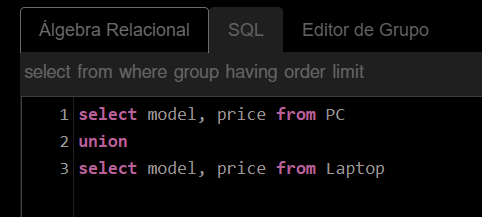 Álgebra Relacional SQL Editor de Grupo
select from where group having order limit
1 select model, price from PC
2 union
3 select model, price from Laptop